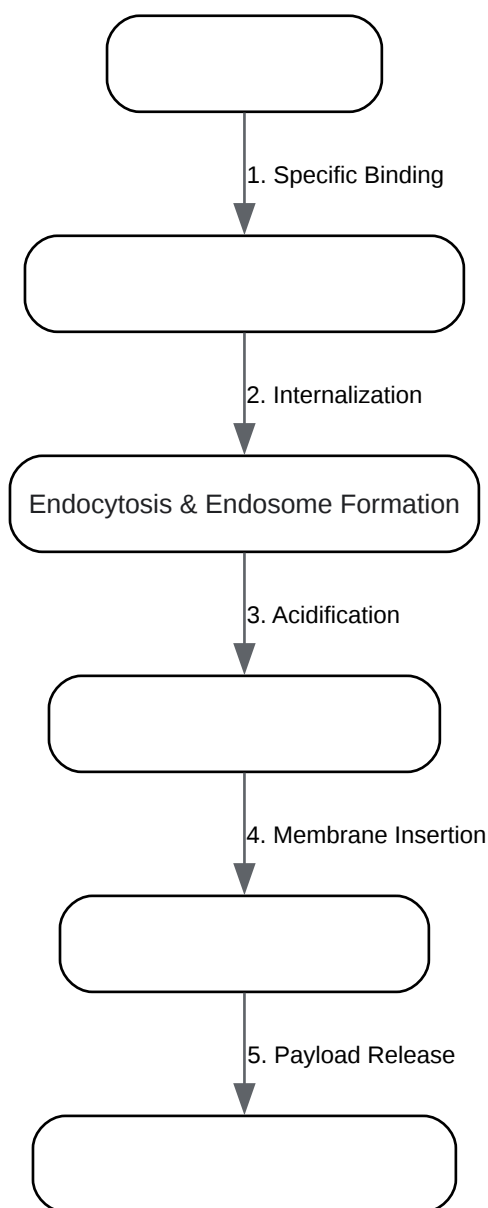 1. Specific Binding
2. Internalization
Endocytosis & Endosome Formation
3. Acidification
4. Membrane Insertion
5. Payload Release